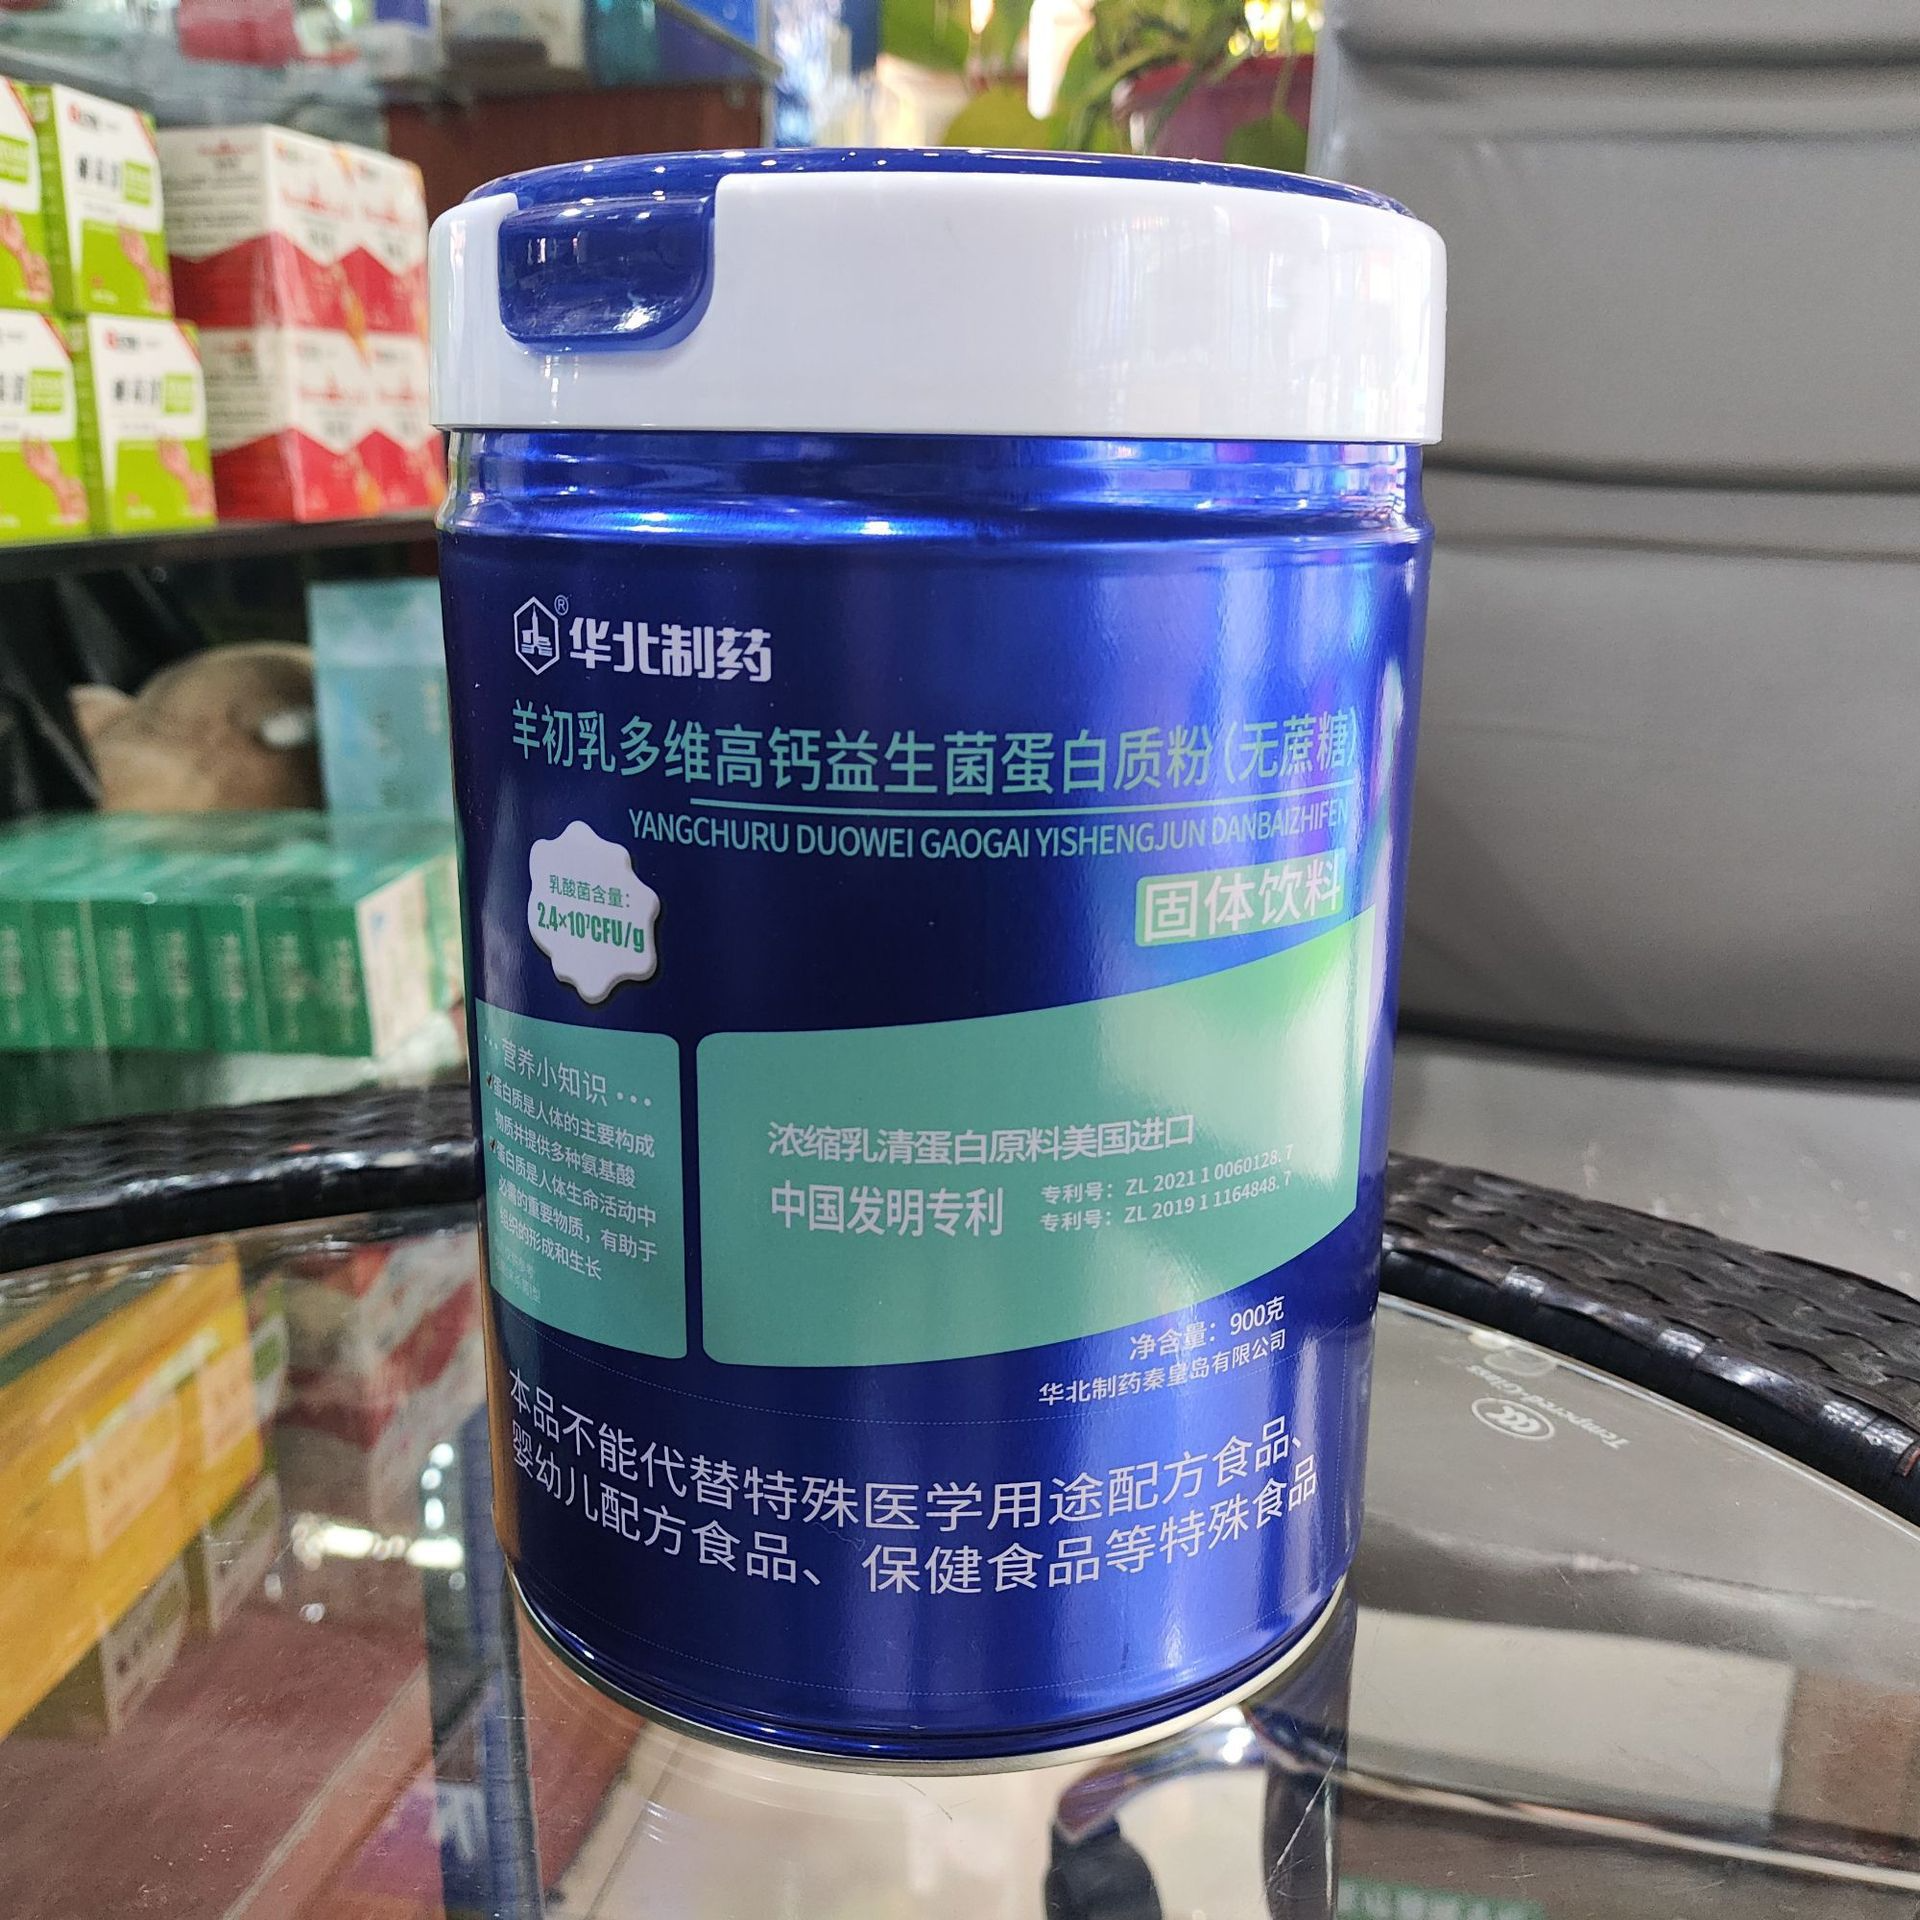 华北制药
羊初乳多维高钙益生菌蛋白质粉(无蔗糖)
YANGCHURU DUOWEI GAOGAI YISHENGJUN DANBAIZHIFEN
固体饮料
乳酸菌含量:
2.4×10⁷CFU/g
···营养小知识···
蛋白质是人体的主要构成
物质并提供多种氨基酸
蛋白质是人体生命活动中
必需的重要物质,有助于
组织的形成和生长
浓缩乳清蛋白原料美国进口
中国发明专利
专利号: ZL 2021 1 0060128.7
专利号: ZL 2019 1 1164848.7
净含量: 900克
华北制药秦皇岛有限公司
本品不能代替特殊医学用途配方食品、
婴幼儿配方食品、保健食品等特殊食品
Tempered Glass